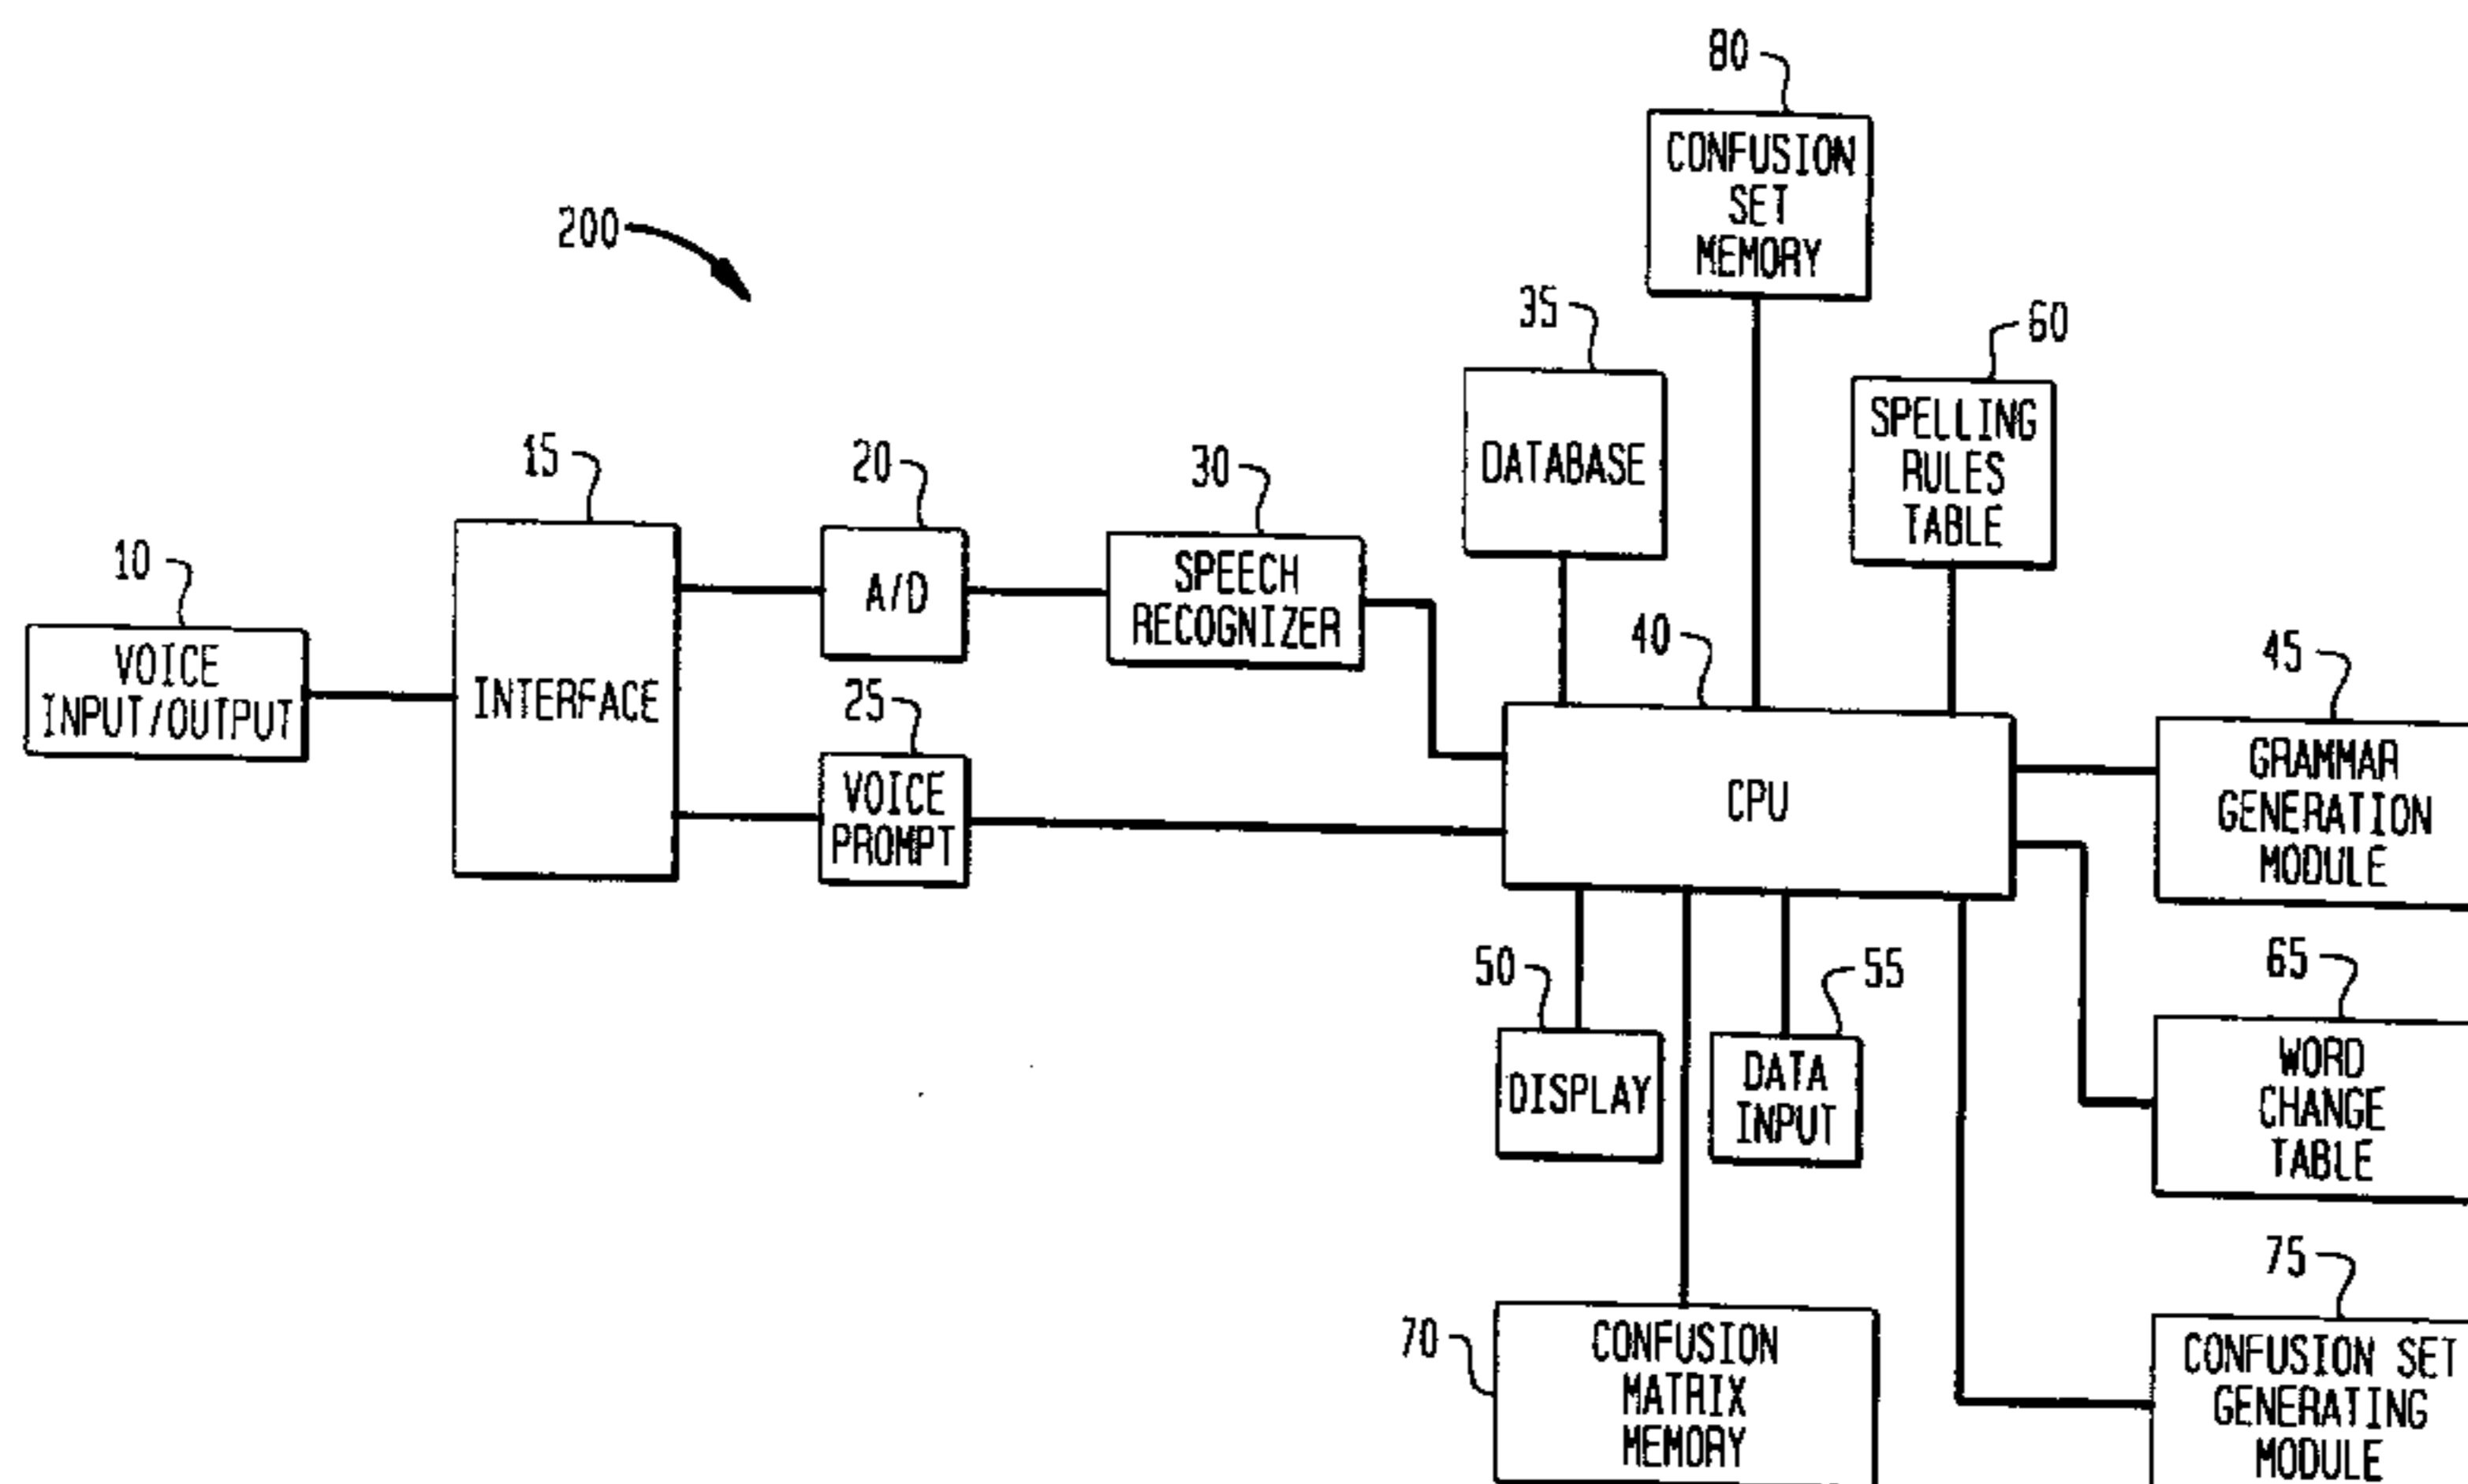 80
CONFUSION
SET
MEMORY
200
35
60
DATABASE
SPELLING
RULES
TABLE
15
20
30
10
A/D
SPEECH
RECOGNIZER
40
45
VOICE
INPUT/OUTPUT
INTERFACE
25
VOICE
PROMPT
CPU
GRAMMAR
GENERATION
MODULE
50
55
65
DISPLAY
DATA
INPUT
WORD
CHANGE
TABLE
75
70
CONFUSION
MATRIX
MEMORY
CONFUSION SET
GENERATING
MODULE